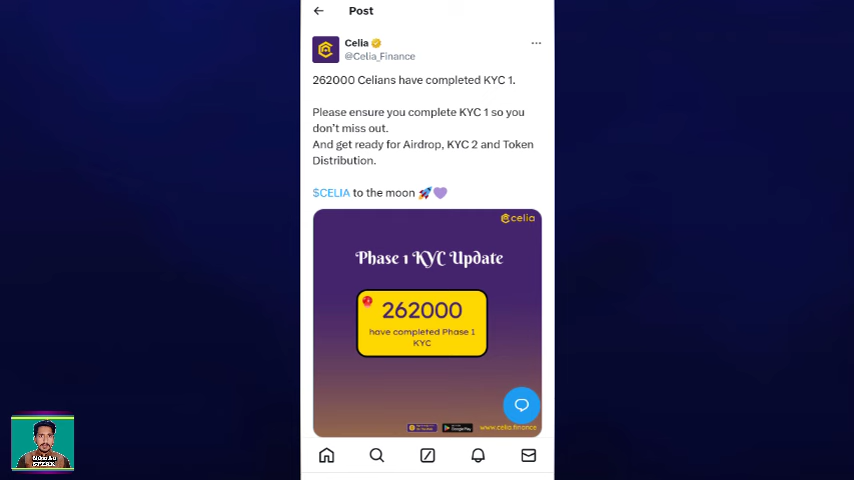 Post
Celia
@Celia_Finance
262000 Celians have completed KYC 1.
Please ensure you complete KYC 1 so you
don't miss out.
And get ready for Airdrop, KYC 2 and Token
Distribution.
$CELIA to the moon 🚀💜
celia
Phase 1 KYC Update
262000
have completed Phase 1
KYC
Google Play
www.celia.finance